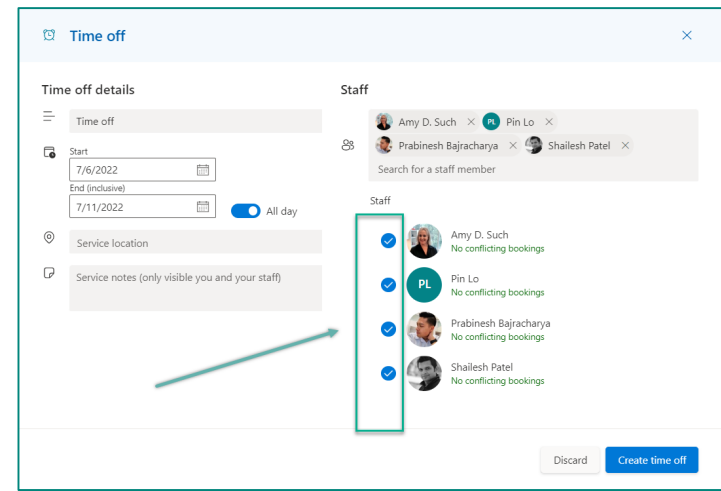 Time off
Time off details
Time off
Start
7/6/2022
End (inclusive)
7/11/2022
All day
Service location
Service notes (only visible you and your staff)
Staff
Amy D. Such
PL Pin Lo
Prabinesh Bajracharya
Shailesh Patel
Search for a staff member
Staff
Amy D. Such
No conflicting bookings
PL
Pin Lo
No conflicting bookings
Prabinesh Bajracharya
No conflicting bookings
Shailesh Patel
No conflicting bookings
Discard
Create time off